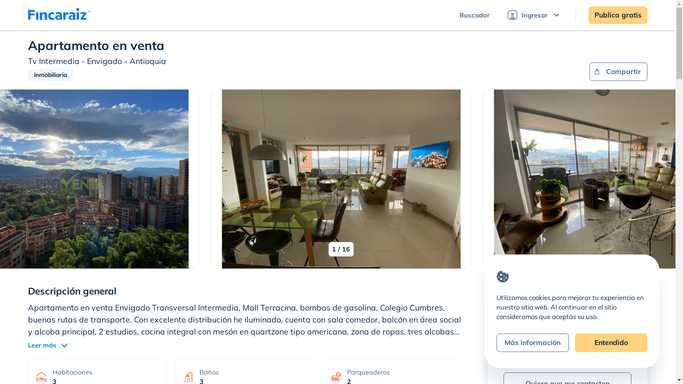 Fincaraiz
Buscador
Ingresar
Publica gratis
Apartamento en venta
Tv Intermedia - Envigado - Antioquia
Inmobiliaria
Compartir
1 / 16
Descripción general
Apartamento en venta Envigado Transversal Intermedia, Mall Terracina, bombas de gasolina, Colegio Cumbres,
buenas rutas de transporte. Con excelente distribución he iluminado, cuenta con sala comedor, balcón en área social
y alcoba principal, 2 estudios, cocina integral con mesón en quartzone tipo americana, zona de ropas, tres alcobas...
Leer más
Habitaciones
3
Baños
3
Parqueaderos
2
Utilizamos cookies para mejorar tu experiencia en
nuestro sitio web. Al continuar en el sitio
consideramos que aceptas su uso.
Más información
Entendido
Quiero que me contacten